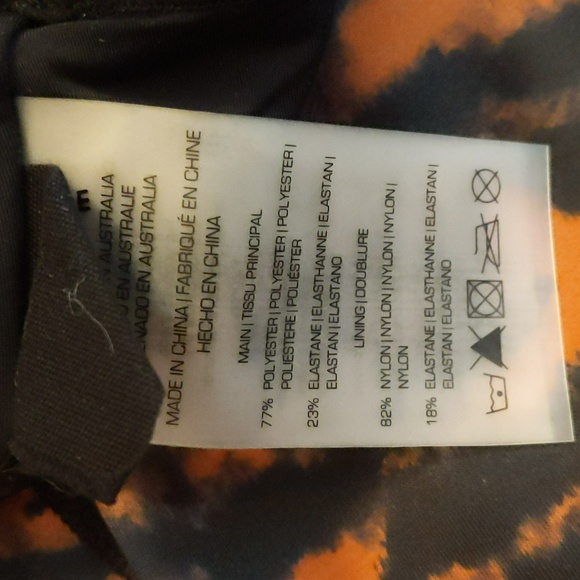 E
AUSTRALIA
EN AUSTRALIE
EN AUSTRALIA
MADE IN CHINA | FABRIQUÉ EN CHINE
HECHO EN CHINA
MAIN | TISSU PRINCIPAL
77% POLYESTER | POLYESTER | POLYESTER |
POLIESTERE | POLIÉSTER
23% ELASTANE | ELASTHANNE | ELASTAN |
ELASTAN | ELASTANO
LINING | DOUBLURE
82% NYLON | NYLON | NYLON | NYLON |
NYLON
18% ELASTANE | ELASTHANNE | ELASTAN |
ELASTAN | ELASTANO